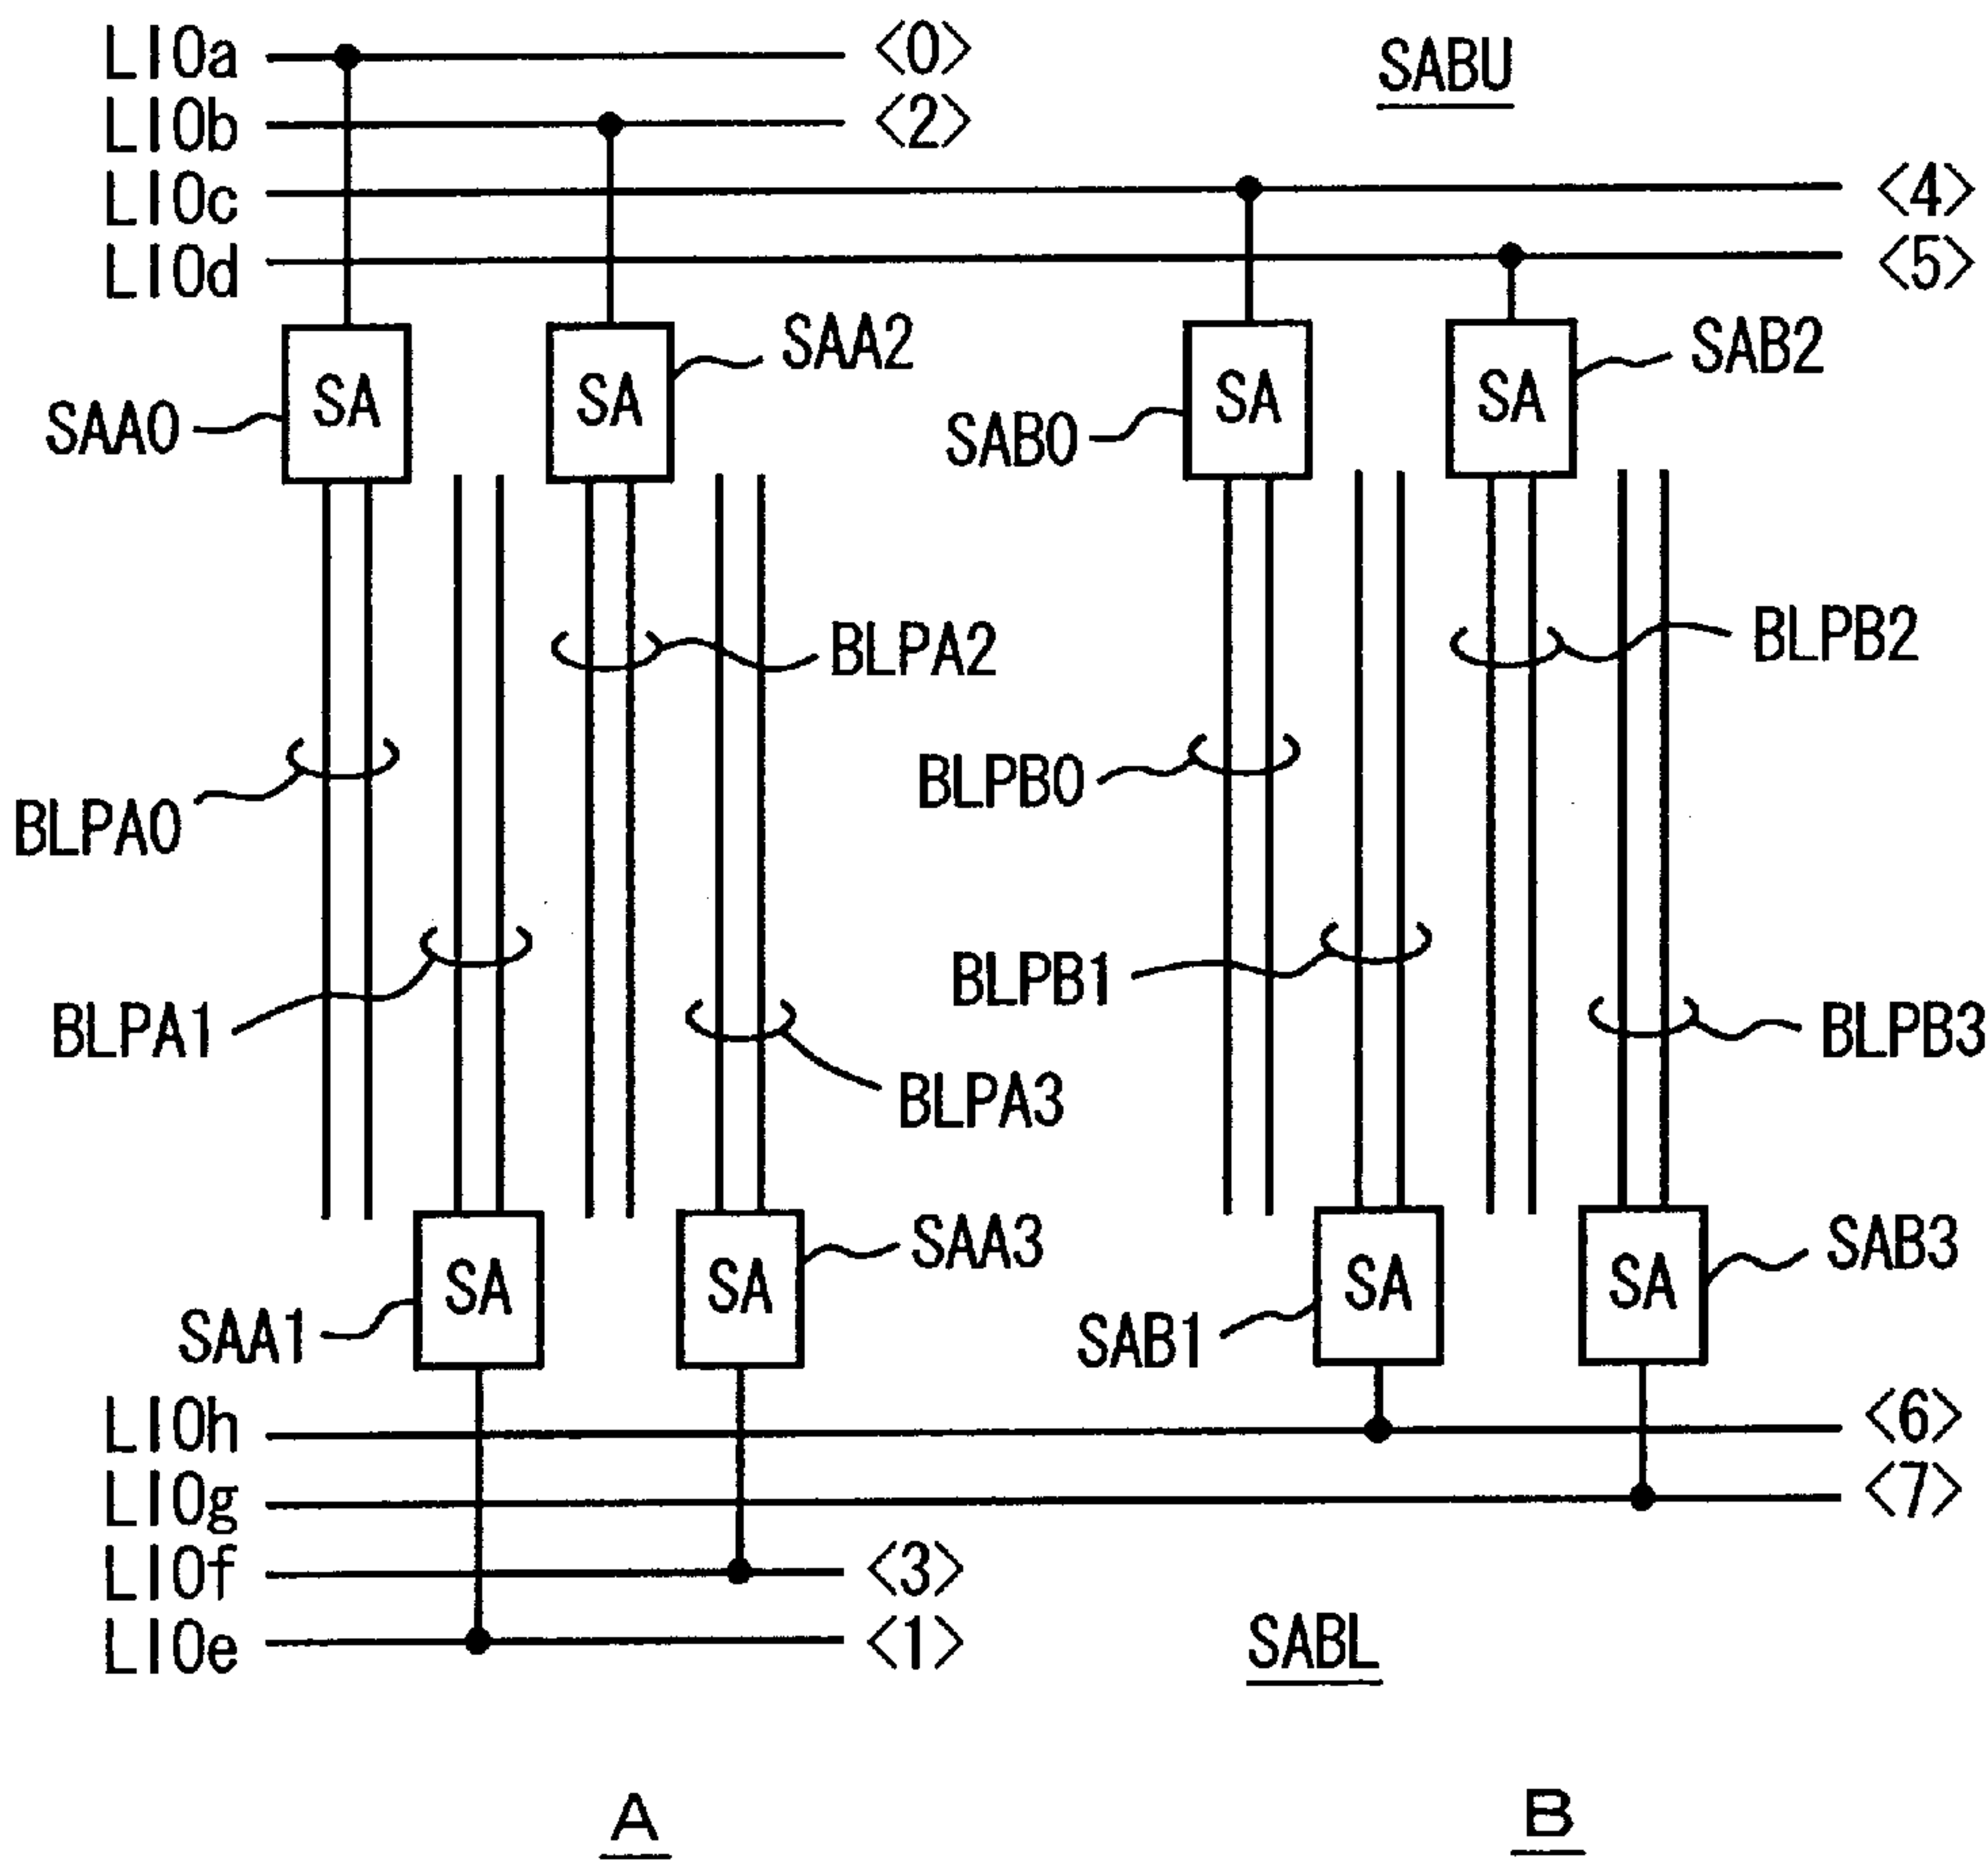 LIOa <0> SABU
LIOb <2>
LIOc <4>
LIOd <5>
SAA2 SAB2
SA SA SA SA
SAA0 SAB0
BLPA2 BLPB2
BLPA0 BLPB0
BLPA1 BLPB1 BLPB3
BLPA3
SAA3 SAB3
SA SA SA SA
SAA1 SAB1
LIOh <6>
LIOg <7>
LIOf <3>
LIOe <1> SABL
A B